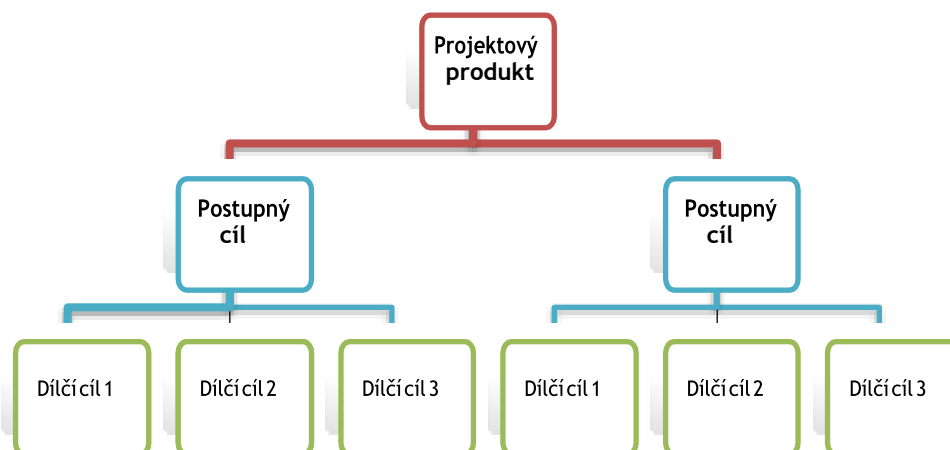 Projektový
produkt
Postupný
cíl
Postupný
cíl
Dílčí cíl 1
Dílčí cíl 2
Dílčí cíl 3
Dílčí cíl 1
Dílčí cíl 2
Dílčí cíl 3